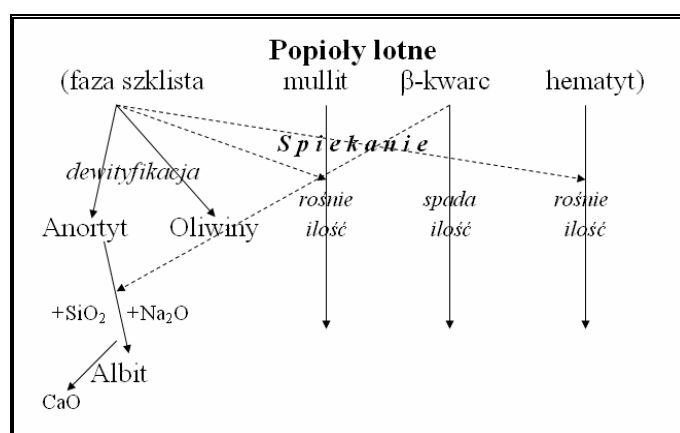 Popioły lotne
(faza szklista mullit β-kwarc hematyt)
Spiekanie
dewityfikacja
rośnie spada rośnie
ilość ilość ilość
Anortyt Oliwiny
+SiO₂ +Na₂O
Albit
CaO